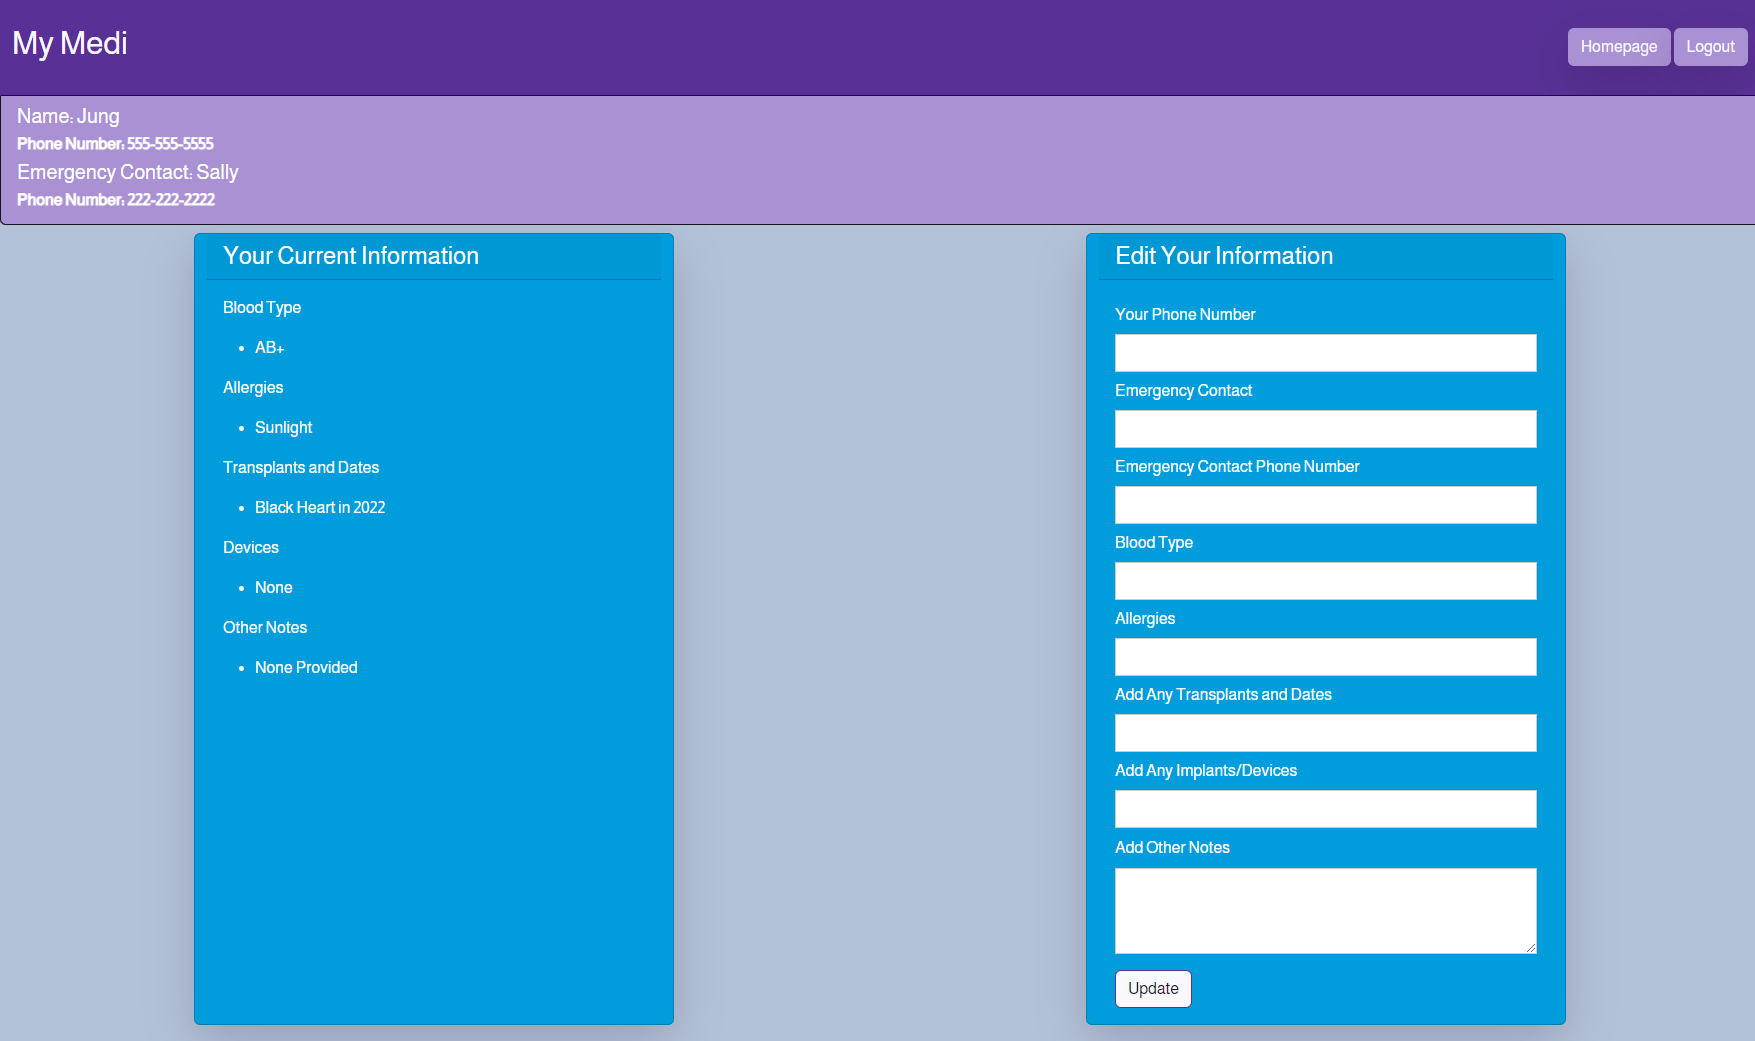 My Medi
Homepage
Logout
Name: Jung
Phone Number: 555-555-5555
Emergency Contact: Sally
Phone Number: 222-222-2222
Your Current Information
Blood Type
AB+
Allergies
Sunlight
Transplants and Dates
Black Heart in 2022
Devices
None
Other Notes
None Provided
Edit Your Information
Your Phone Number
Emergency Contact
Emergency Contact Phone Number
Blood Type
Allergies
Add Any Transplants and Dates
Add Any Implants/Devices
Add Other Notes
Update